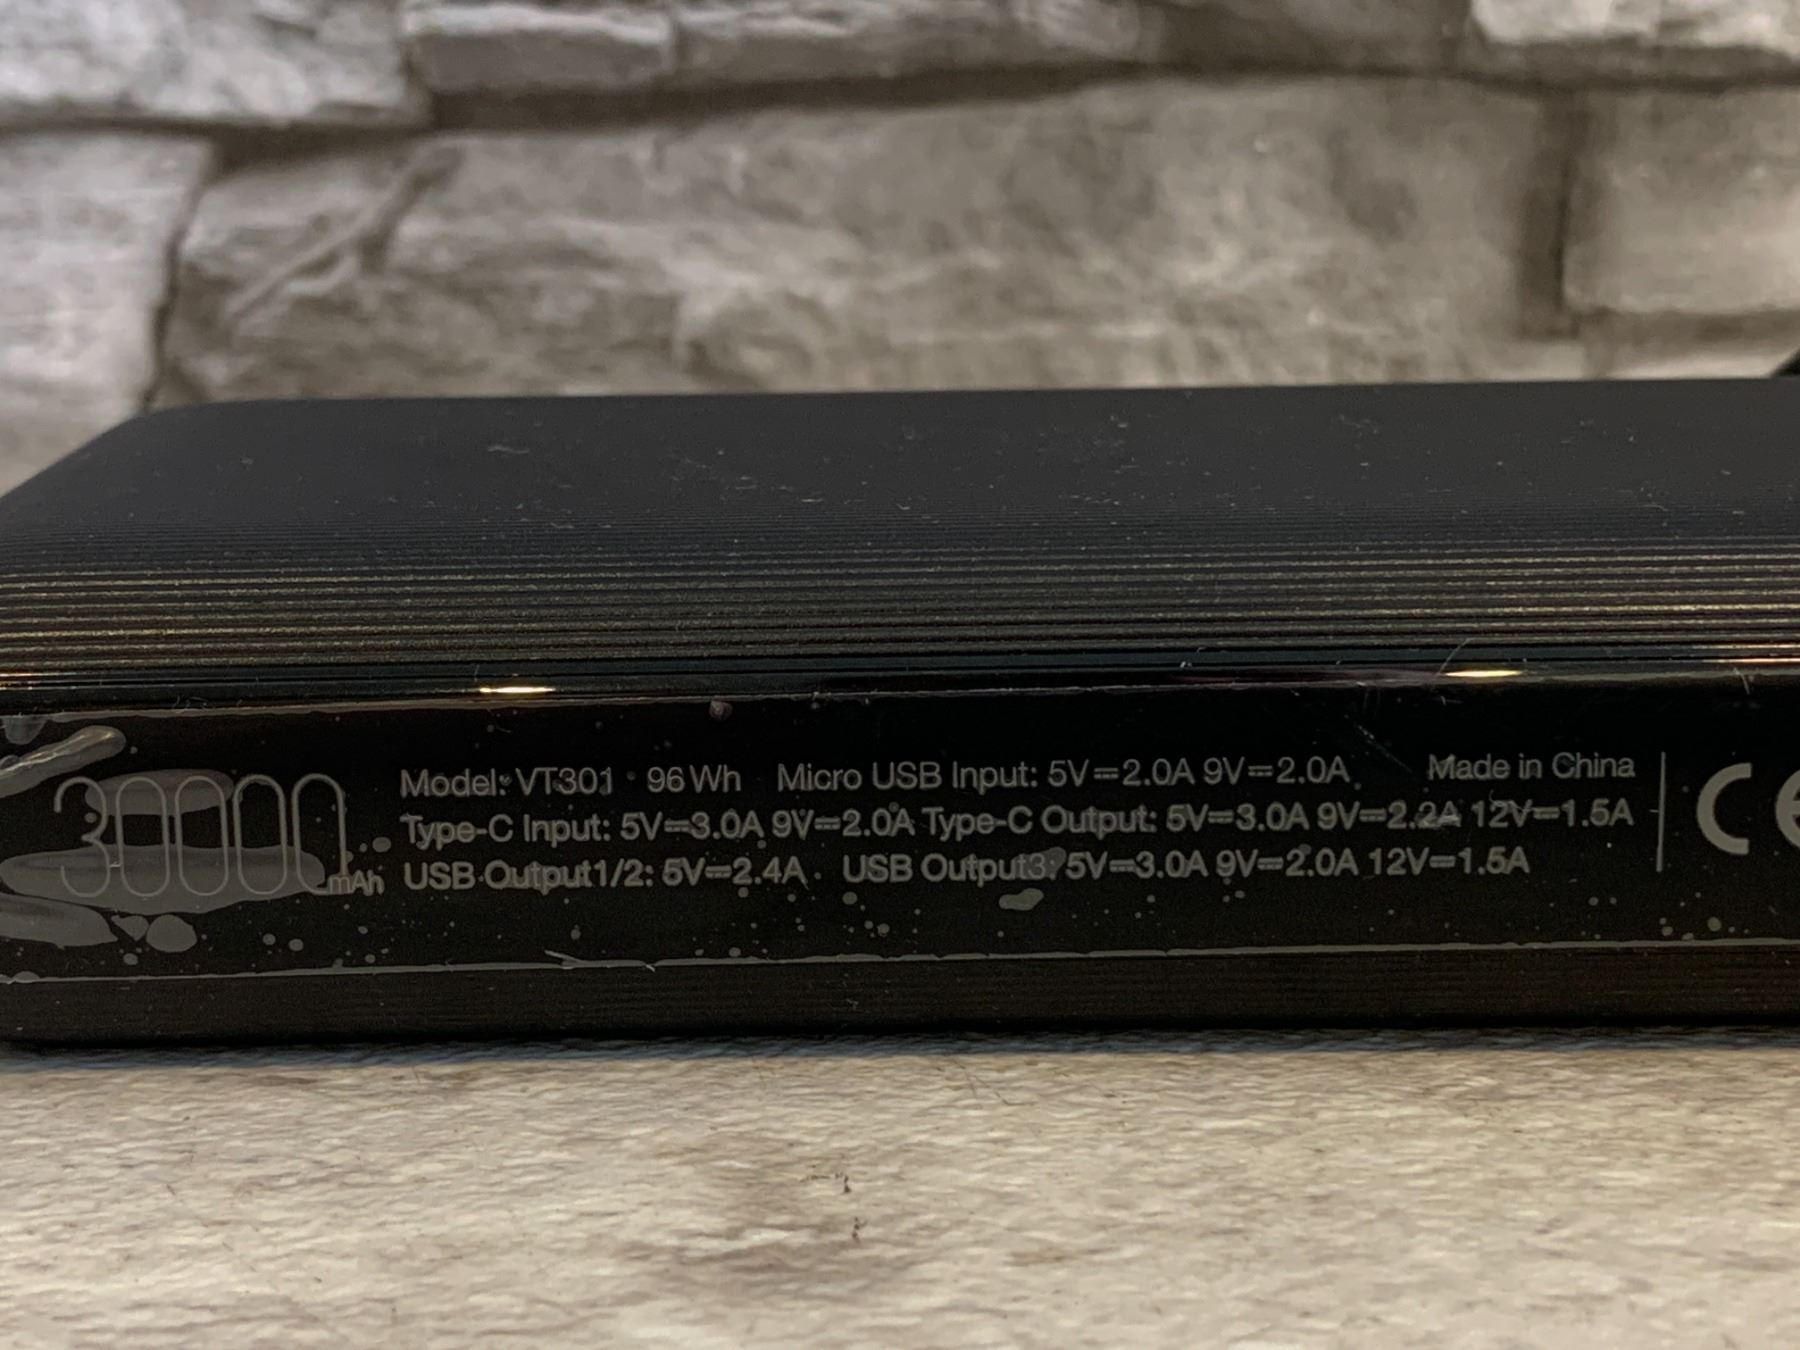 30000mAh
Model: VT301 96Wh Micro USB Input: 5V⎓2.0A 9V⎓2.0A Made in China
Type-C Input: 5V⎓3.0A 9V⎓2.0A Type-C Output: 5V⎓3.0A 9V⎓2.2A 12V⎓1.5A
USB Output1/2: 5V⎓2.4A USB Output3: 5V⎓3.0A 9V⎓2.0A 12V⎓1.5A
CE